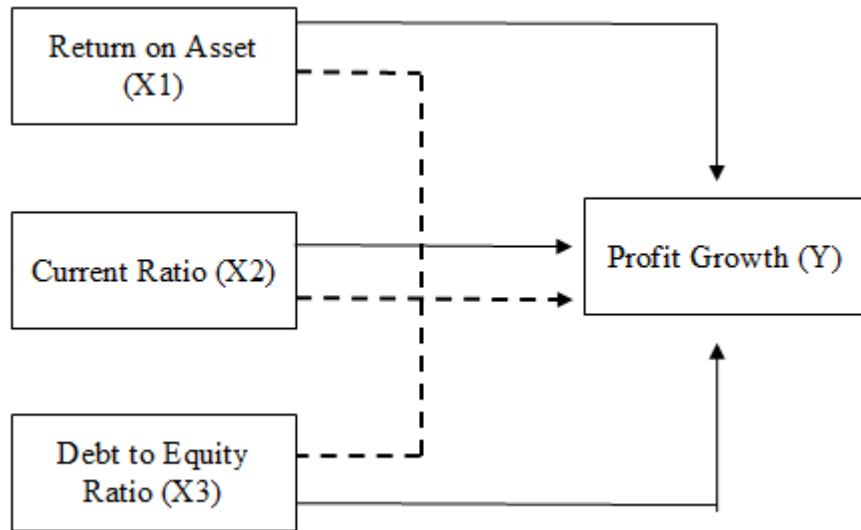 Return on Asset
(X1)
Current Ratio (X2)
Profit Growth (Y)
Debt to Equity
Ratio (X3)